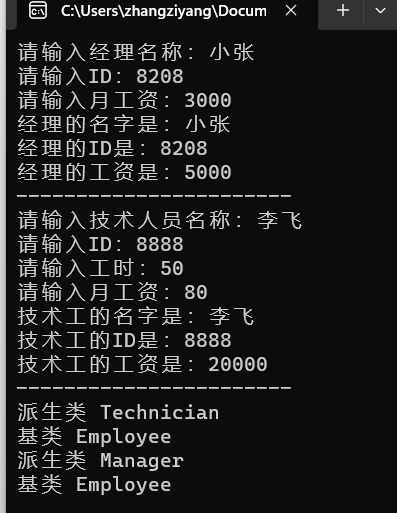 C:\Users\zhangziyang\Docum
请输入经理名称：小张
请输入ID：8208
请输入月工资：3000
经理的名字是：小张
经理的ID是：8208
经理的工资是：5000
-----------------------
请输入技术人员名称：李飞
请输入ID：8888
请输入工时：50
请输入月工资：80
技术工的名字是：李飞
技术工的ID是：8888
技术工的工资是：20000
-----------------------
派生类 Technician
基类 Employee
派生类 Manager
基类 Employee